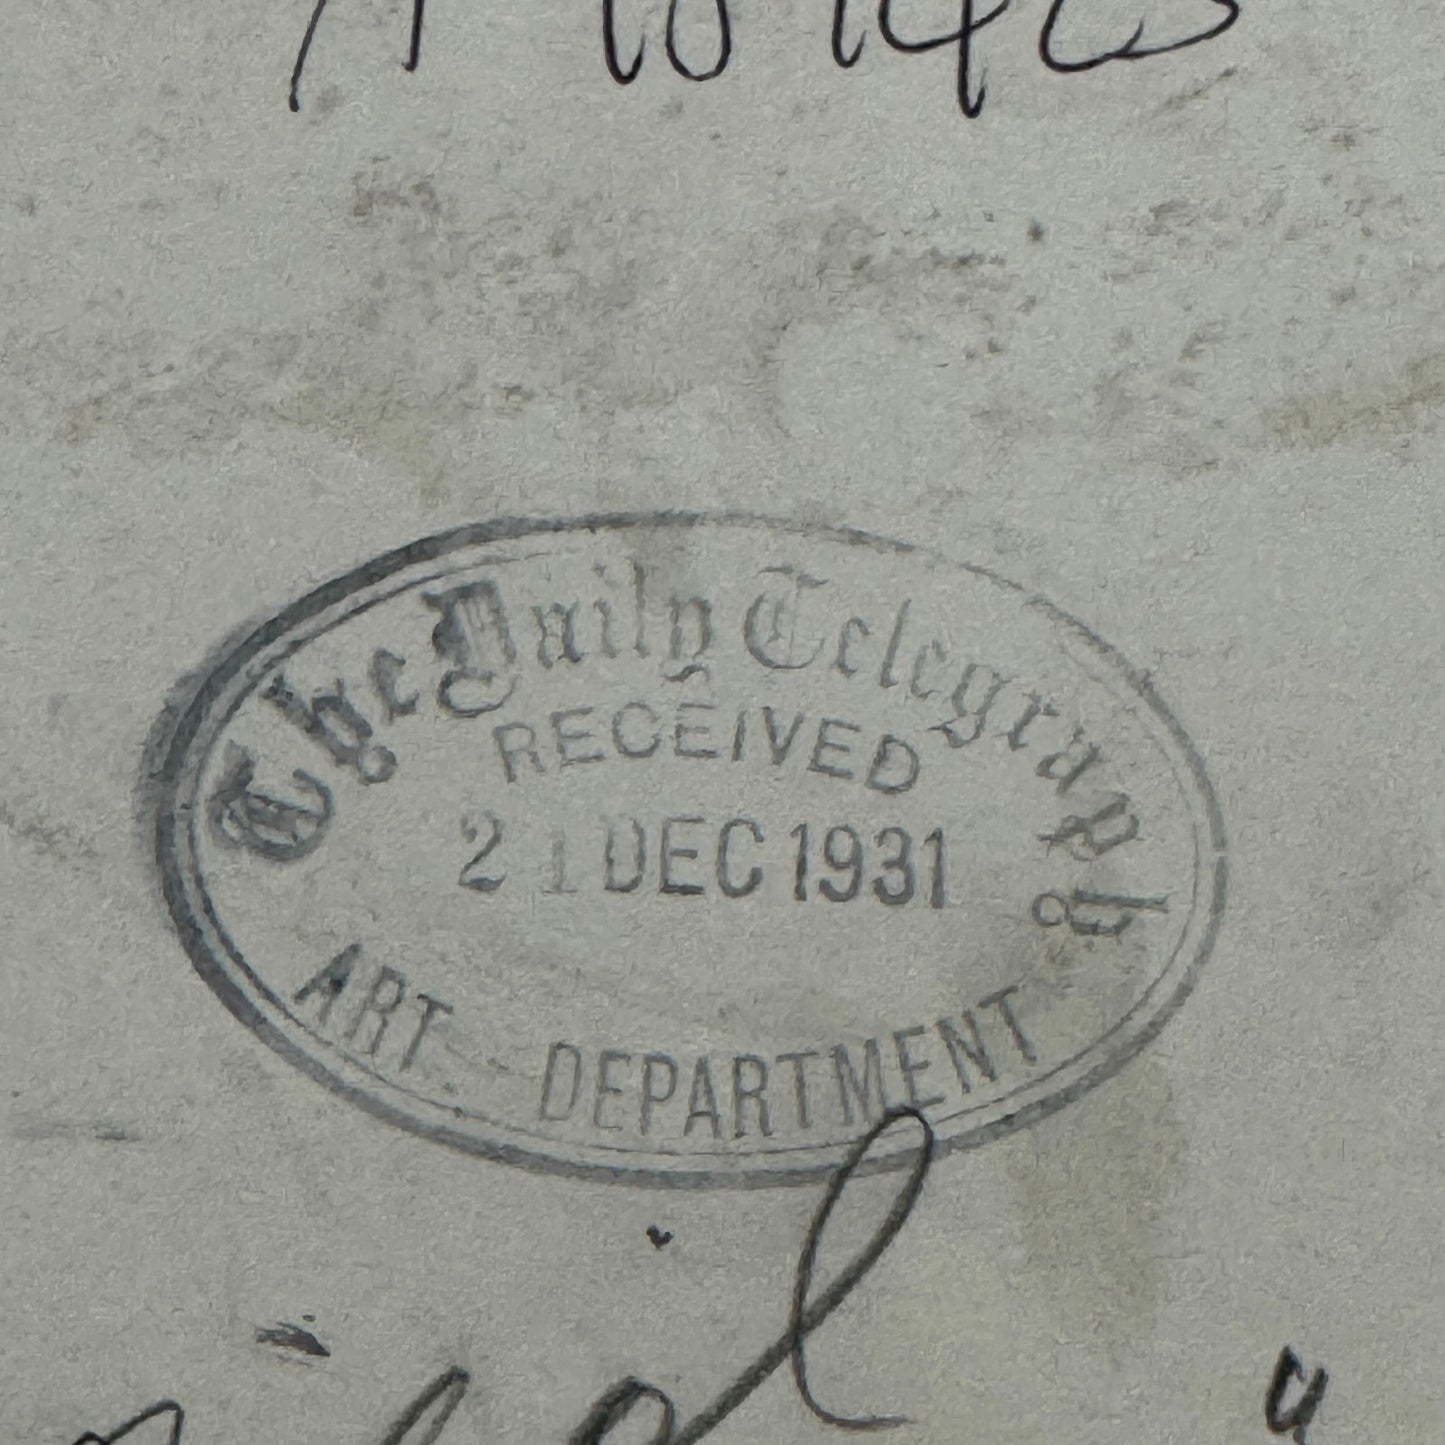 The Daily Telegraph
RECEIVED
21 DEC 1931
ART DEPARTMENT